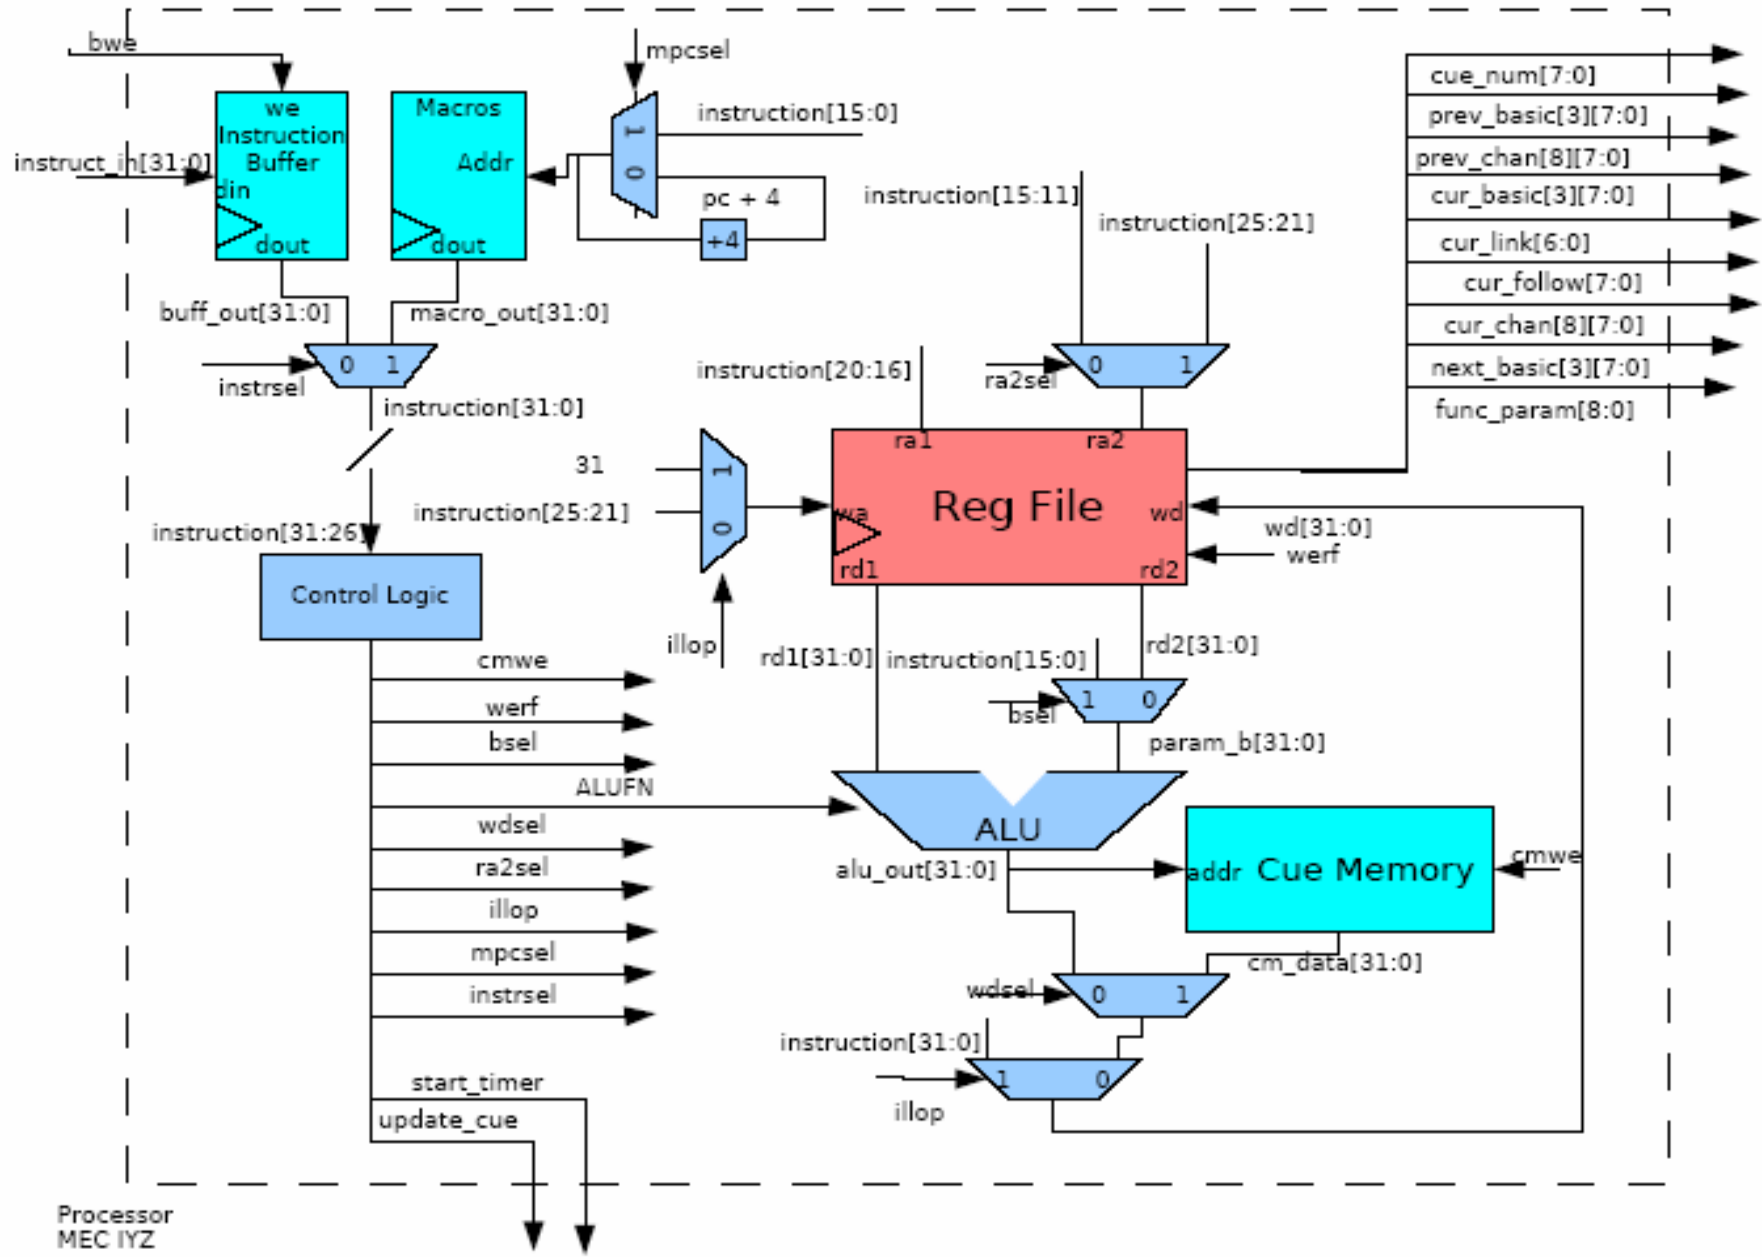 bwe
mpcsel
we
Instruction
Buffer
din
dout
Macros
Addr
dout
instruct_in[31:0]
1
0
instruction[15:0]
pc + 4
+4
buff_out[31:0]
macro_out[31:0]
0 1
instrsel
instruction[31:0]
instruction[31:26]
Control Logic
cmwe
werf
bsel
ALUFN
wdsel
ra2sel
illop
mpcsel
instrsel
start_timer
update_cue
instruction[15:11]
instruction[25:21]
instruction[20:16]
ra2sel
0 1
31
instruction[25:21]
1
0
illop
ra1
ra2
Reg File
wa
wd
rd1
rd2
wd[31:0]
werf
cue_num[7:0]
prev_basic[3][7:0]
prev_chan[8][7:0]
cur_basic[3][7:0]
cur_link[6:0]
cur_follow[7:0]
cur_chan[8][7:0]
next_basic[3][7:0]
func_param[8:0]
rd1[31:0]
instruction[15:0]
rd2[31:0]
bsel
1 0
param_b[31:0]
ALU
alu_out[31:0]
addr Cue Memory
cmwe
cm_data[31:0]
wdsel
0 1
instruction[31:0]
1 0
illop
Processor
MEC IYZ